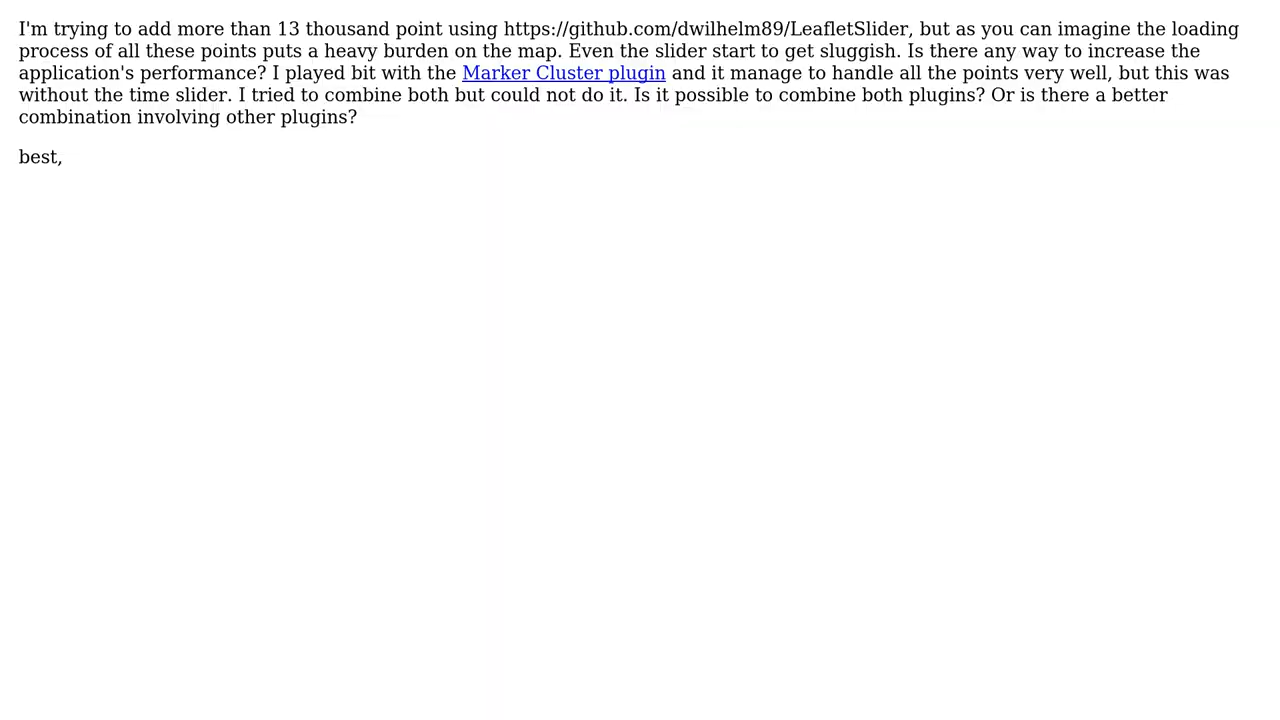 I'm trying to add more than 13 thousand point using https://github.com/dwilhelm89/LeafletSlider, but as you can imagine the loading
process of all these points puts a heavy burden on the map. Even the slider start to get sluggish. Is there any way to increase the
application's performance? I played bit with the Marker Cluster plugin and it manage to handle all the points very well, but this was
without the time slider. I tried to combine both but could not do it. Is it possible to combine both plugins? Or is there a better
combination involving other plugins?
best,